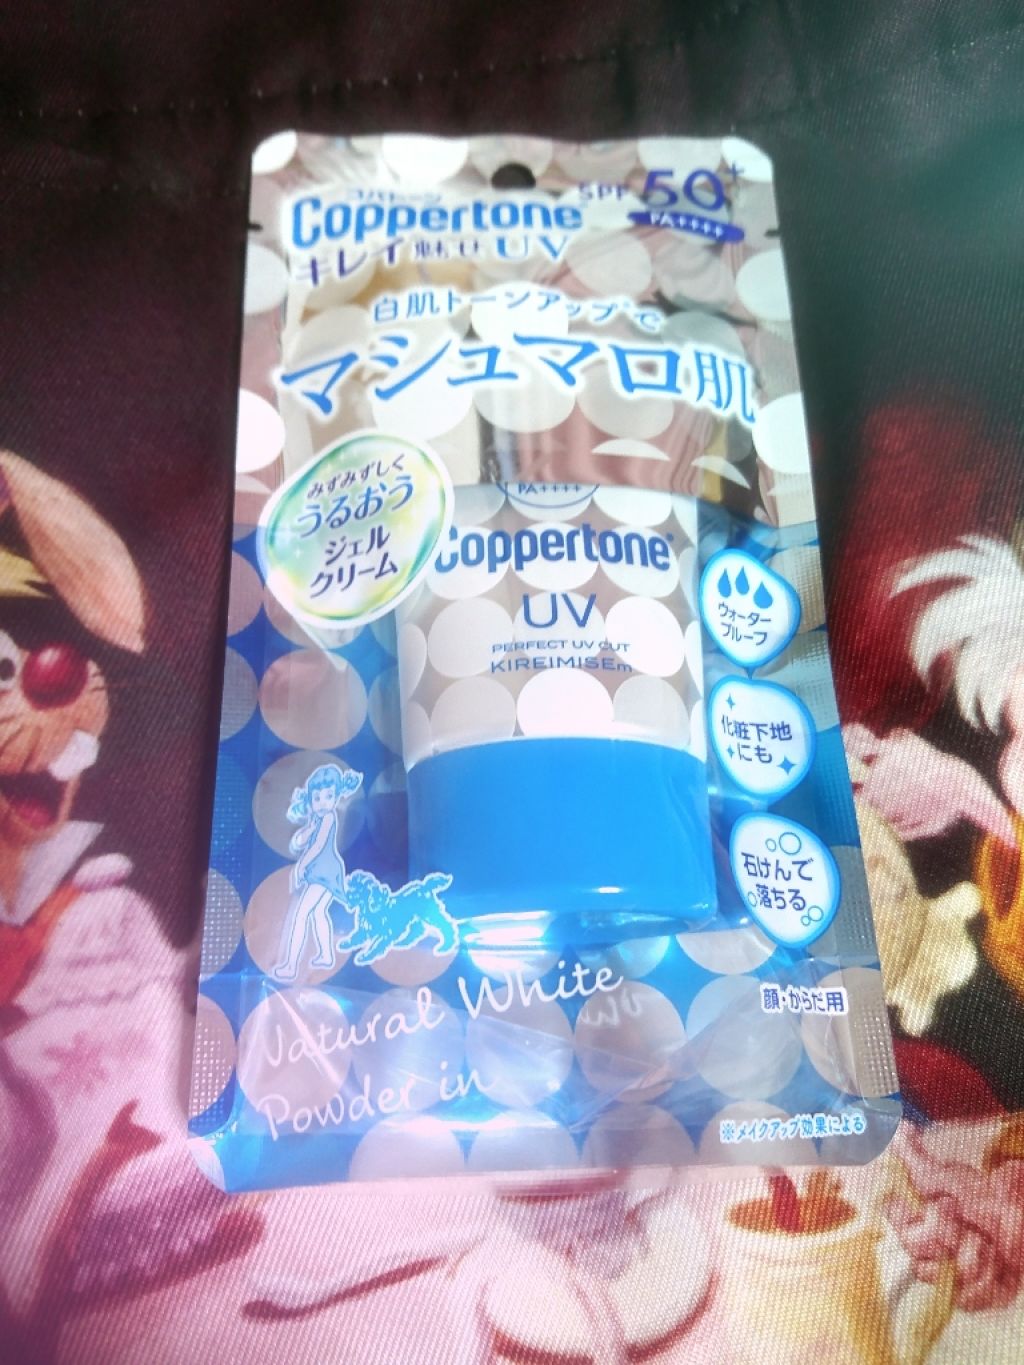 コパトーン
Coppertone
キレイ魅せUV
SPF 50+
PA++++
白肌トーンアップ※で
マシュマロ肌
みずみずしく
うるおう
ジェル
クリーム
PA++++
Coppertone®
UV
PERFECT UV CUT
KIREIMISEm
ウォーター
プルーフ
化粧下地
にも
石けんで
落ちる
Natural White
Powder in
顔・からだ用
※メイクアップ効果による